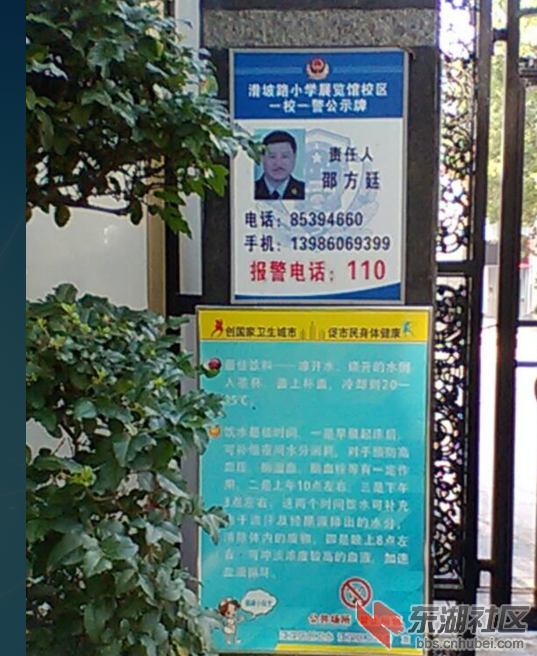 滑坡路小学展览馆校区
一校一警公示牌
责任人
邵方廷
电话：85394660
手机：13986069399
报警电话：110
创国家卫生城市 促市民身体健康
最佳饮料——凉开水，烧开的水倒
入茶杯，盖上杯盖，冷却到20—
25℃。
饮水最佳时间，一是早晨起床后，
可补偿夜间水分消耗，对于预防高
血压、脑溢血、脑血栓等有一定作
用，二是上午10点左右，三是下午
3点左右，这两个时间饮水可补充
由于流汗及排尿源排出的水分，
清除体内的废物，四是晚上8点左
右，可冲淡浓度较高的血液，加速
血液循环。
公共场所
东湖社区
bbs.cnhubei.com